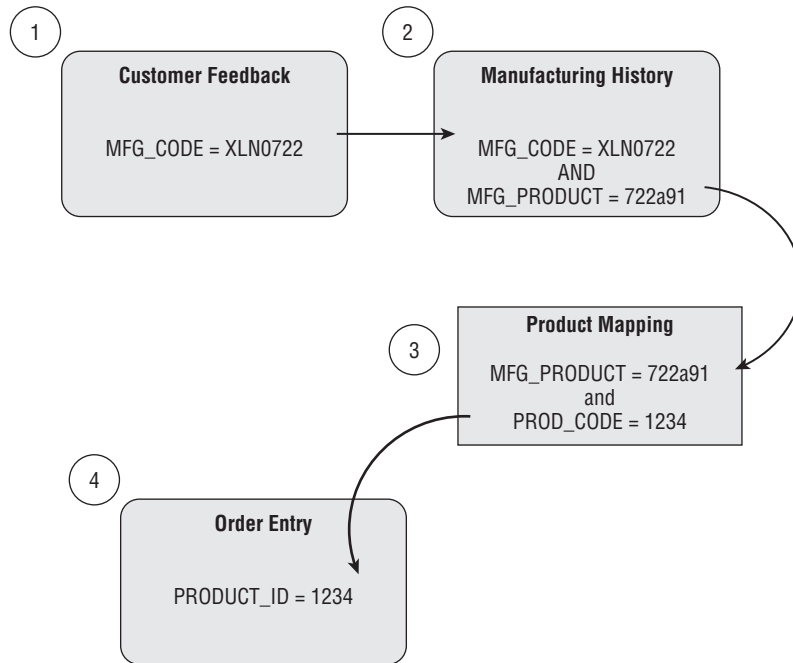 1
Customer Feedback
MFG_CODE = XLN0722
2
Manufacturing History
MFG_CODE = XLN0722
AND
MFG_PRODUCT = 722a91
3
Product Mapping
MFG_PRODUCT = 722a91
and
PROD_CODE = 1234
4
Order Entry
PRODUCT_ID = 1234